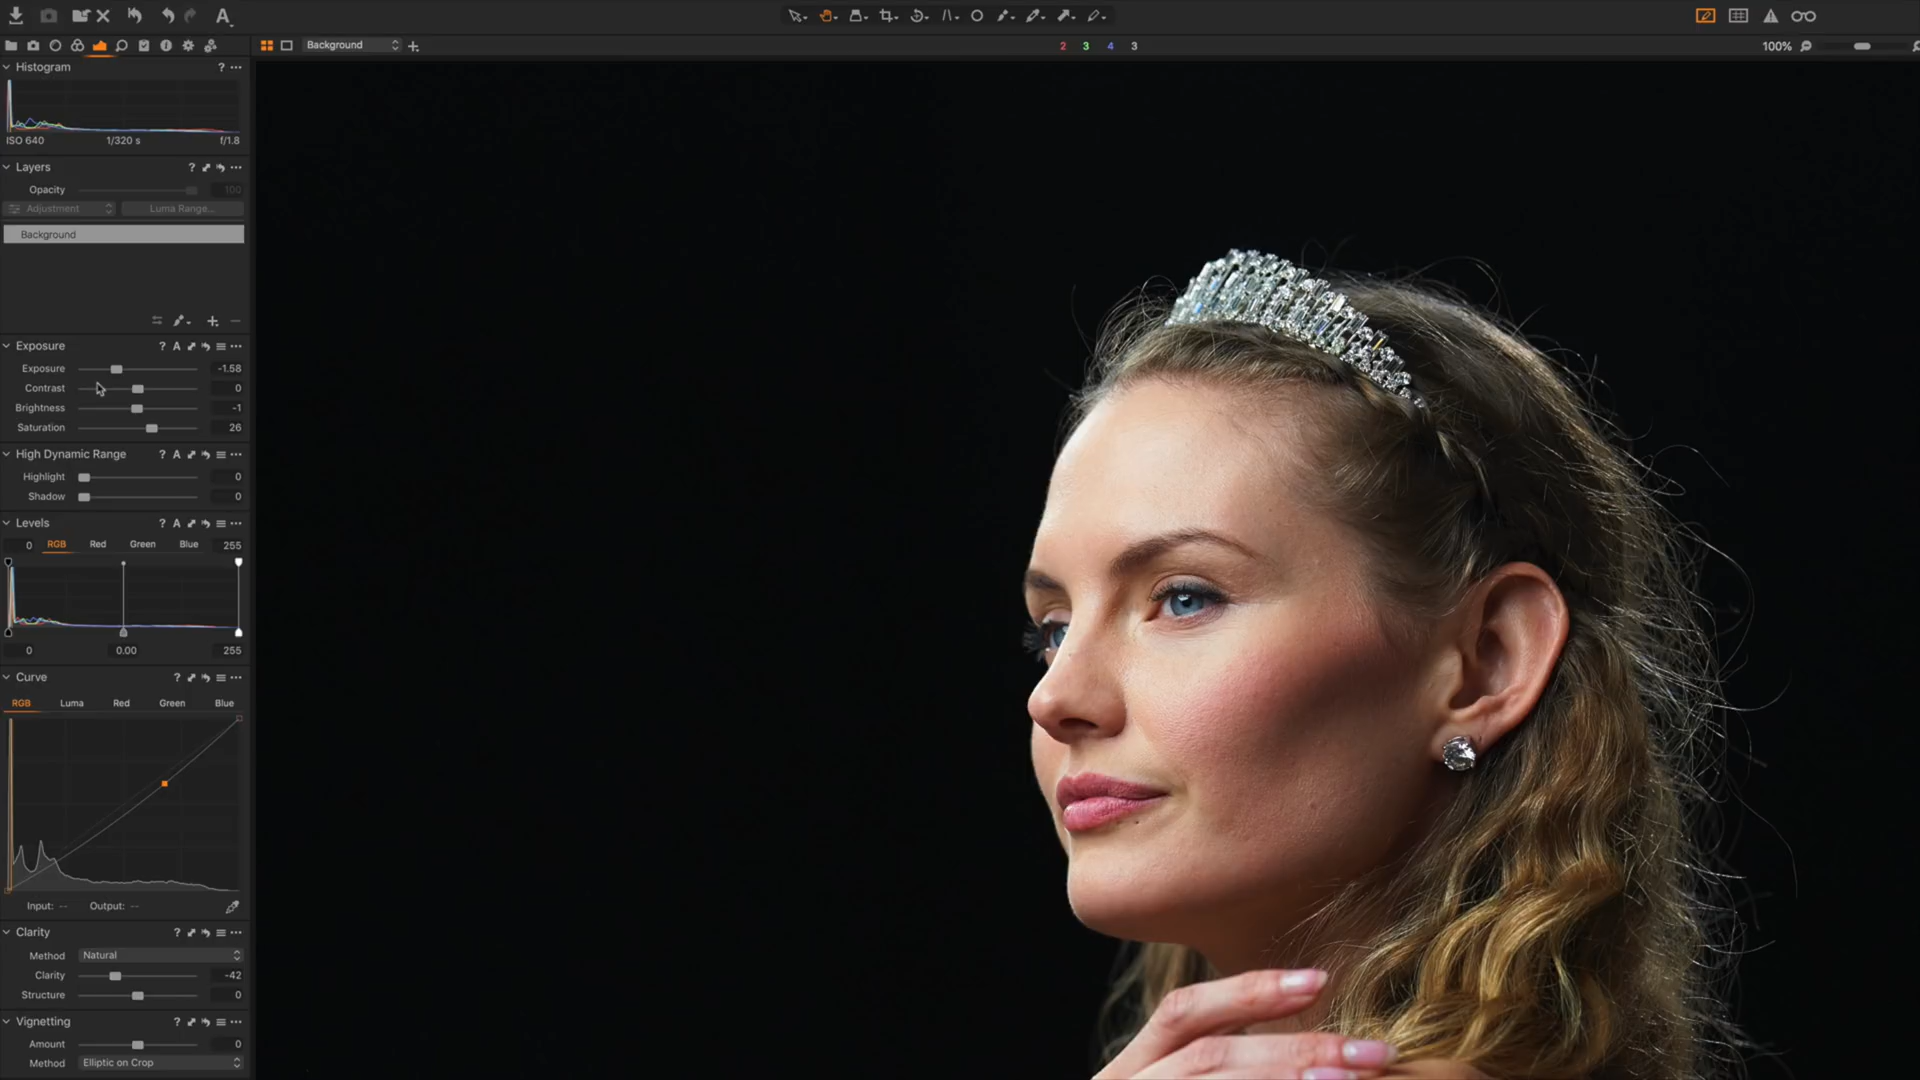 Background
2 3 4 3
100%
Histogram ?
ISO 640 1/320 s f/1.8
Layers ?
Opacity 100
Adjustment Luma Range...
Background
Exposure ? A
Exposure -1.58
Contrast 0
Brightness -1
Saturation 26
High Dynamic Range ? A
Highlight 0
Shadow 0
Levels ? A
0 RGB Red Green Blue 255
0 0.00 255
Curve ?
RGB Luma Red Green Blue
Input: -- Output: --
Clarity ?
Method Natural
Clarity -42
Structure 0
Vignetting ?
Amount 0
Method Elliptic on Crop